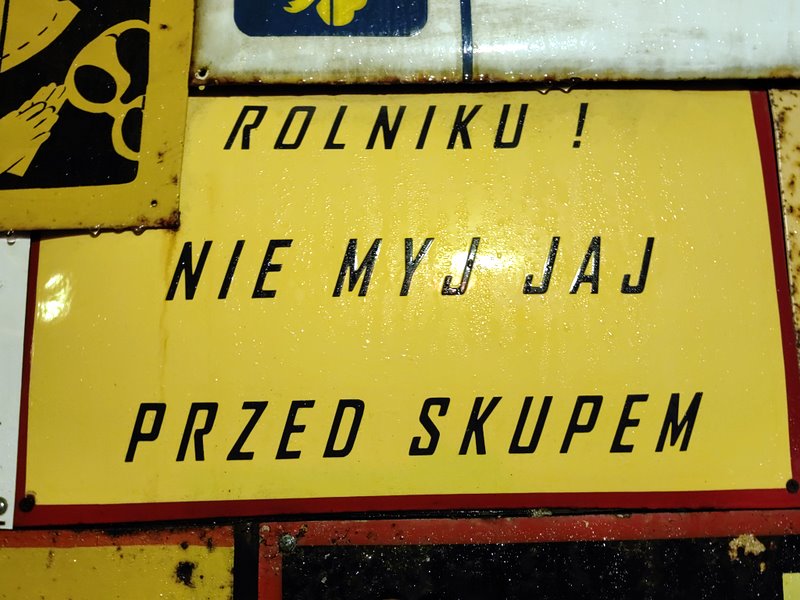 ROLNIKU !
NIE MYJ JAJ
PRZED SKUPEM